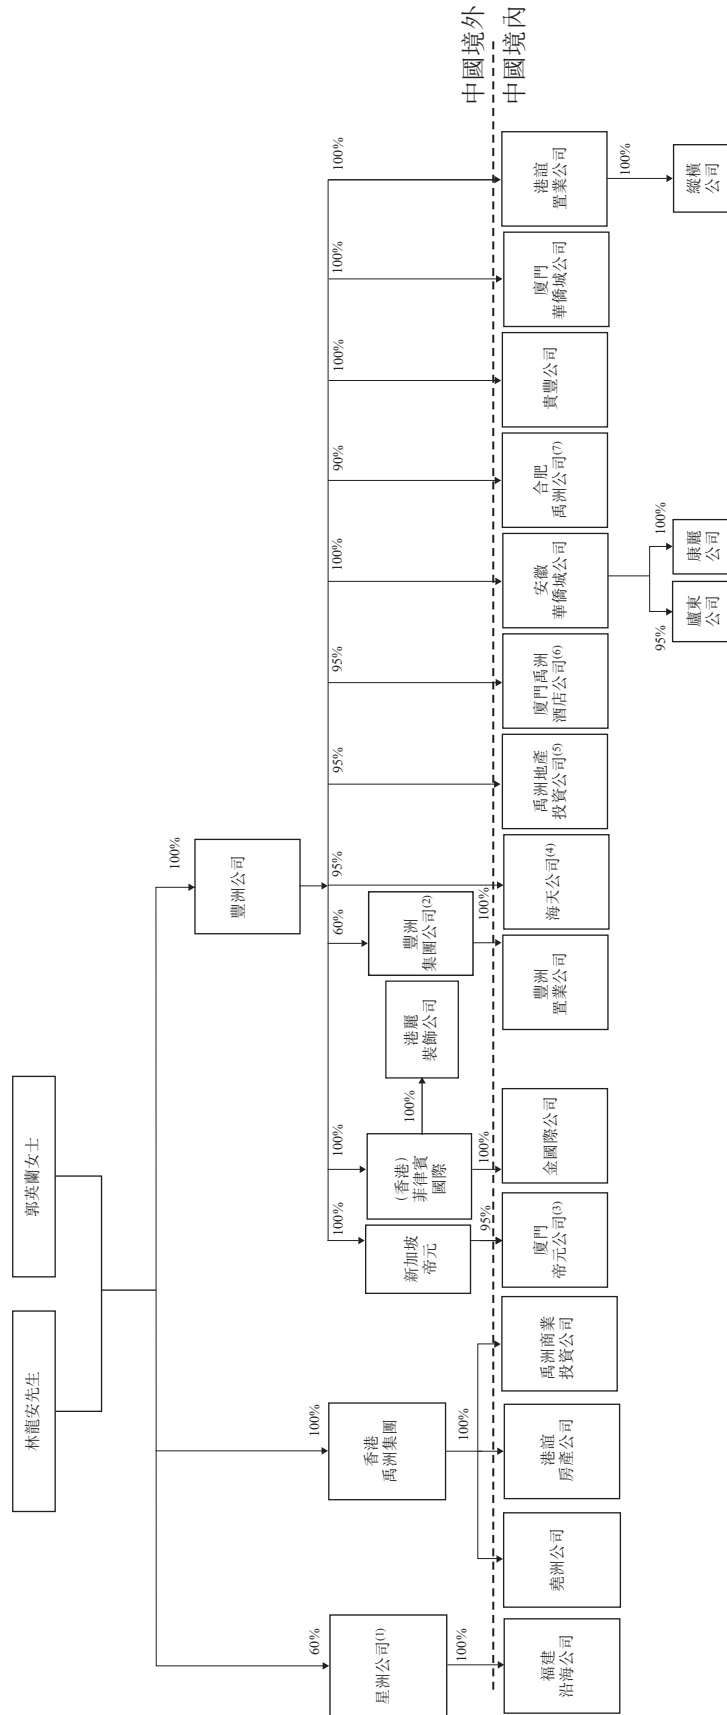 林龍安先生
郭英蘭女士
60%
100%
100%
星洲公司(1)
香港
禹洲集團
豐洲公司
100%
100%
60%
95%
95%
95%
100%
90%
100%
100%
100%
新加坡
帝元
(香港)
菲律賓
國際
100%
港麗
裝飾公司
豐洲
集團公司(2)
100%
100%
95%
100%
100%
中國境外
中國境內
福建
沿海公司
堯洲公司
港誼
房產公司
禹洲商業
投資公司
廈門
帝元公司(3)
金國際公司
豐洲
置業公司
海天公司(4)
禹洲地產
投資公司(5)
廈門禹洲
酒店公司(6)
安徽
華僑城公司
合肥
禹洲公司(7)
貴豐公司
廈門
華僑城公司
港誼
置業公司
95%
100%
100%
廬東
公司
康麗
公司
縱橫
公司